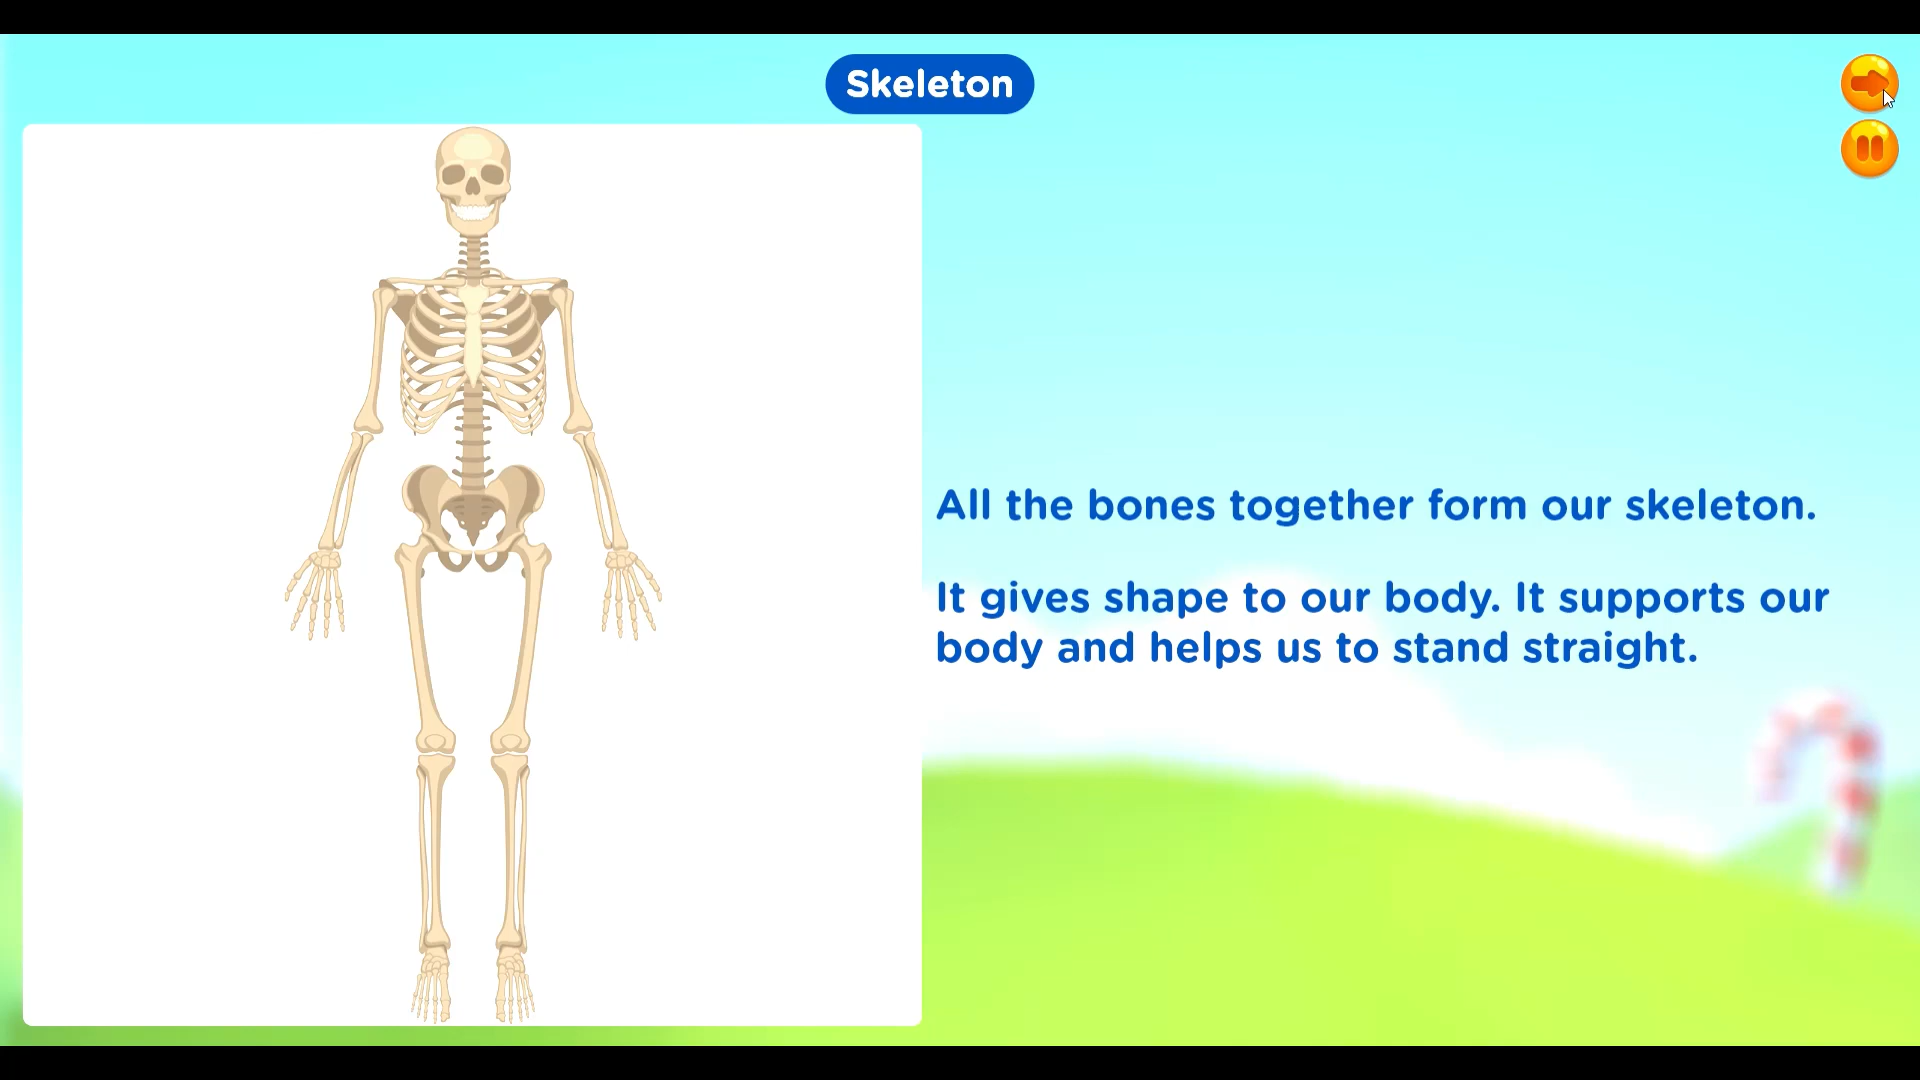 Skeleton
All the bones together form our skeleton.
It gives shape to our body. It supports our
body and helps us to stand straight.